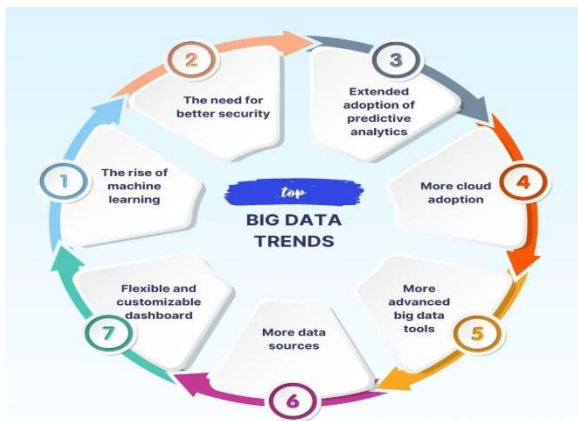 top
BIG DATA
TRENDS
1
The rise of
machine
learning
2
The need for
better security
3
Extended
adoption of
predictive
analytics
4
More cloud
adoption
5
More
advanced
big data
tools
6
More data
sources
7
Flexible and
customizable
dashboard